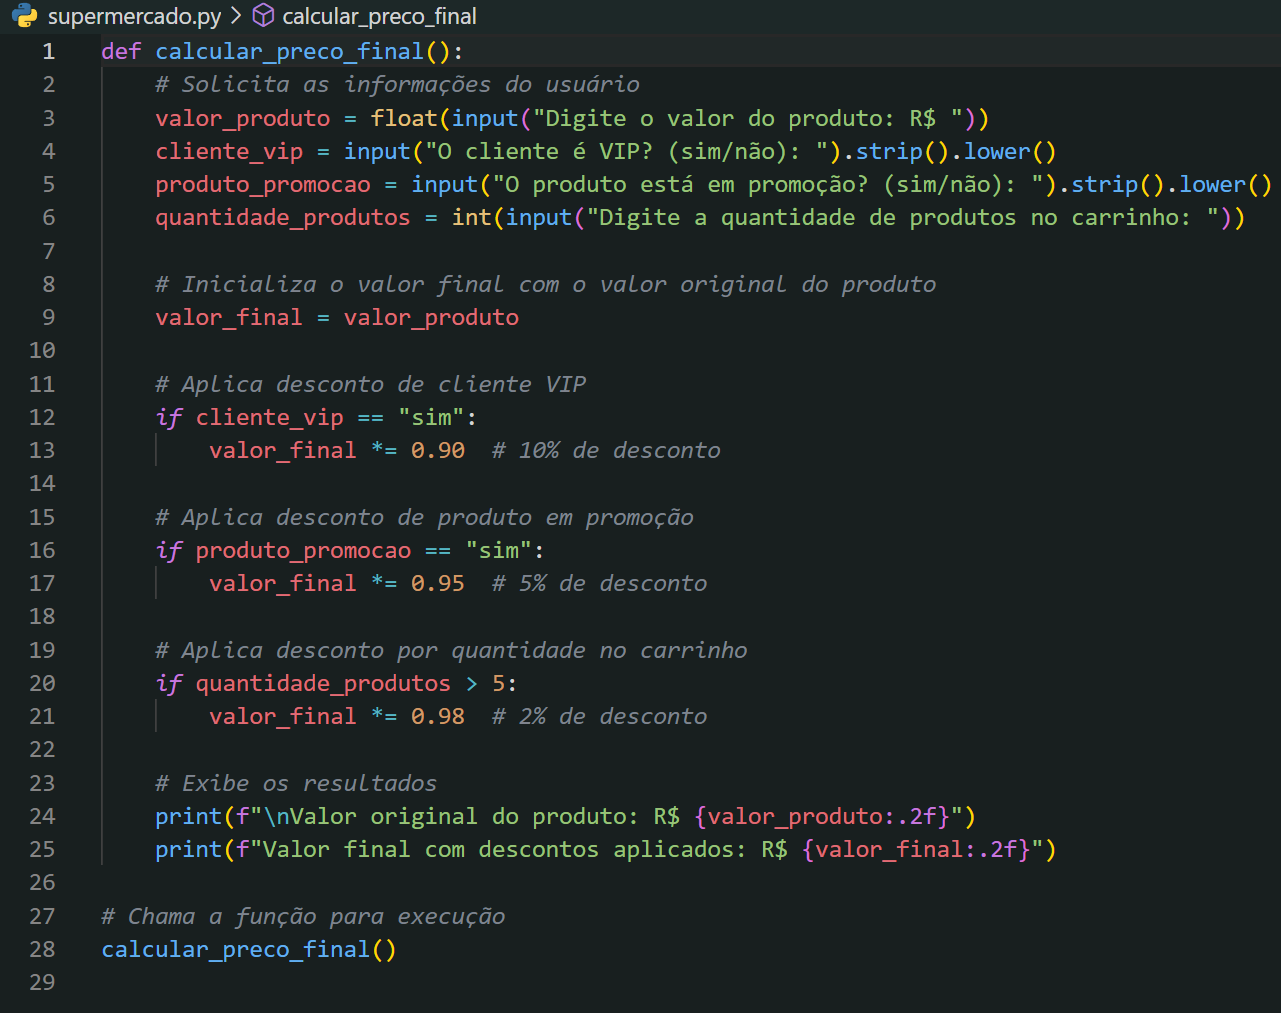 supermercado.py > calcular_preco_final
1 def calcular_preco_final():
2     # Solicita as informações do usuário
3     valor_produto = float(input("Digite o valor do produto: R$ "))
4     cliente_vip = input("O cliente é VIP? (sim/não): ").strip().lower()
5     produto_promocao = input("O produto está em promoção? (sim/não): ").strip().lower()
6     quantidade_produtos = int(input("Digite a quantidade de produtos no carrinho: "))
7
8     # Inicializa o valor final com o valor original do produto
9     valor_final = valor_produto
10
11     # Aplica desconto de cliente VIP
12     if cliente_vip == "sim":
13         valor_final *= 0.90  # 10% de desconto
14
15     # Aplica desconto de produto em promoção
16     if produto_promocao == "sim":
17         valor_final *= 0.95  # 5% de desconto
18
19     # Aplica desconto por quantidade no carrinho
20     if quantidade_produtos > 5:
21         valor_final *= 0.98  # 2% de desconto
22
23     # Exibe os resultados
24     print(f"\nValor original do produto: R$ {valor_produto:.2f}")
25     print(f"Valor final com descontos aplicados: R$ {valor_final:.2f}")
26
27 # Chama a função para execução
28 calcular_preco_final()
29